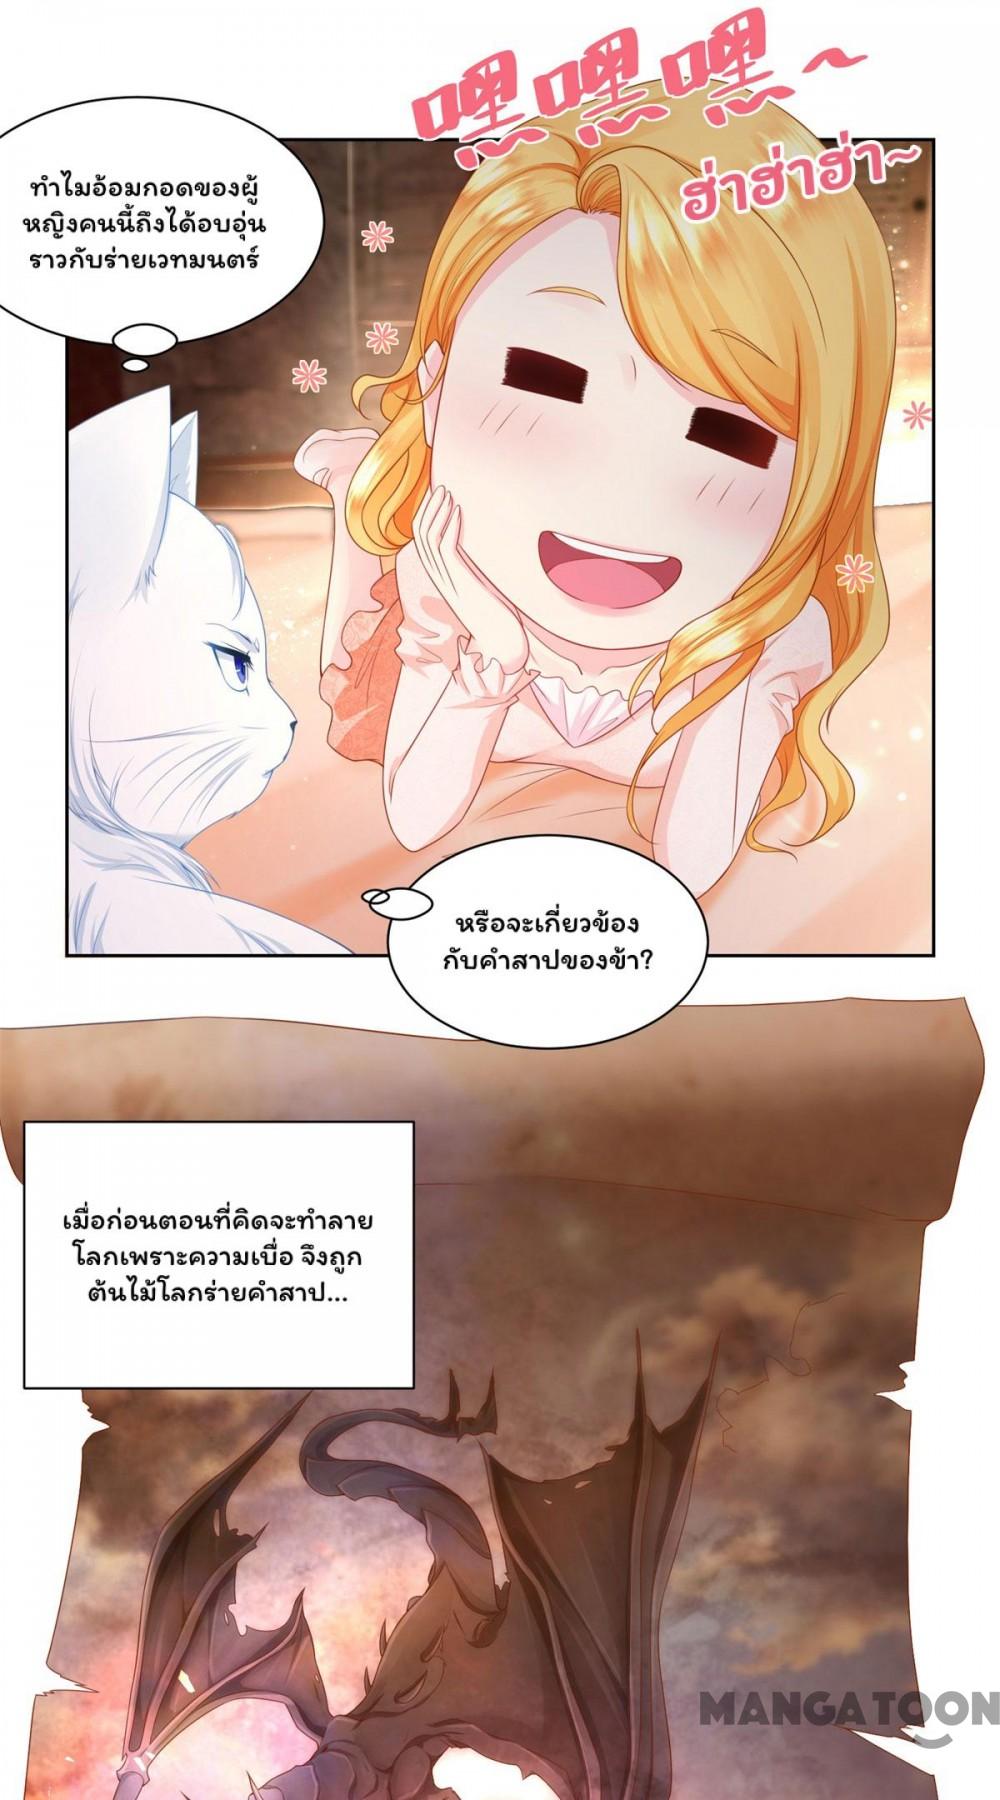 嘿嘿嘿~
ฮ่าฮ่าฮ่า~
ทำไมอ้อมกอดของผู้
หญิงคนนี้ถึงได้อบอุ่น
ราวกับร่ายเวทมนตร์
หรือจะเกี่ยวข้อง
กับคำสาปของข้า?
เมื่อก่อนตอนที่คิดจะทำลาย
โลกเพราะความเบื่อ จึงถูก
ต้นไม้โลกร่ายคำสาป...
MANGATOON